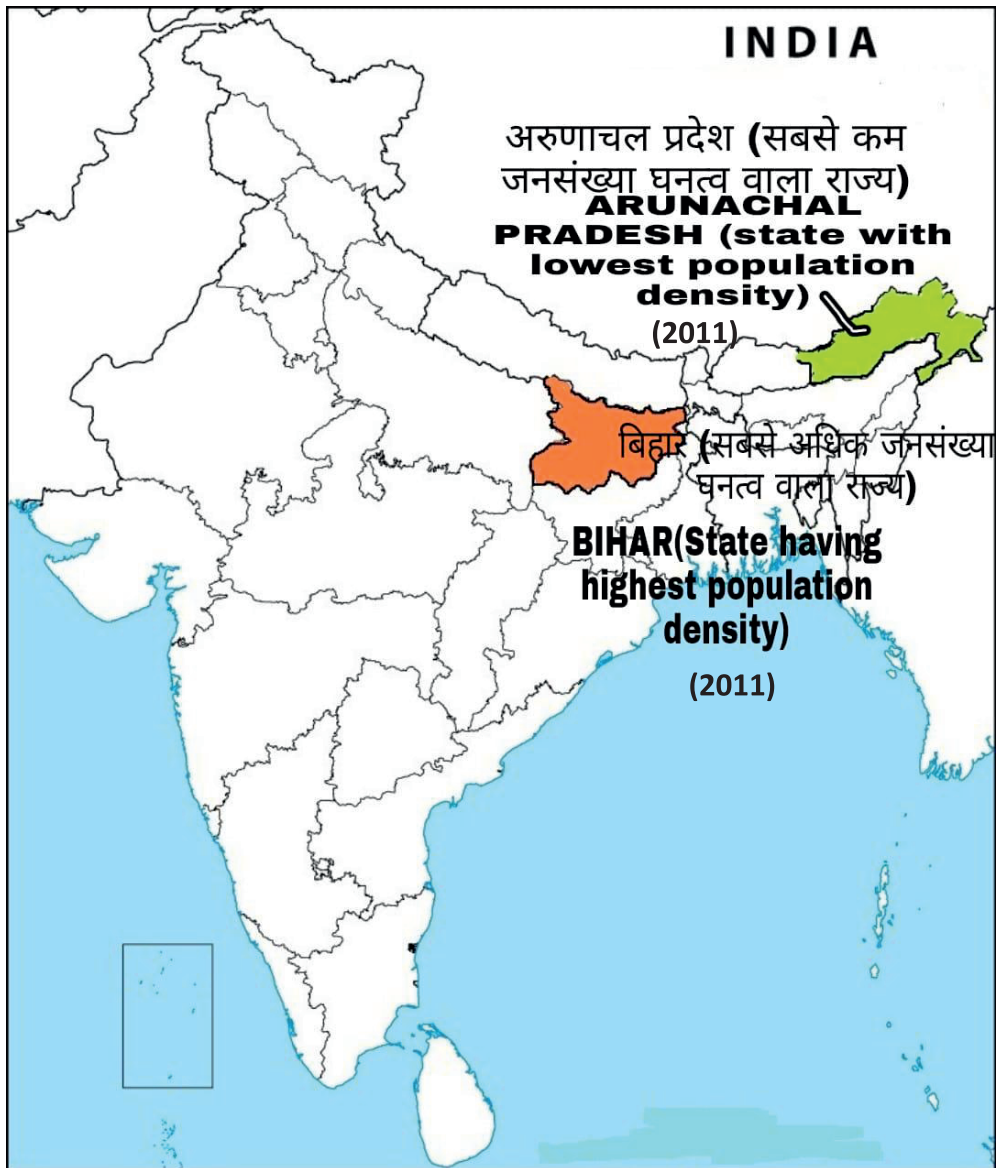 INDIA
अरुणाचल प्रदेश (सबसे कम
जनसंख्या घनत्व वाला राज्य)
ARUNACHAL
PRADESH (state with
lowest population
density)
(2011)
बिहार (सबसे अधिक जनसंख्या
घनत्व वाला राज्य)
BIHAR(State having
highest population
density)
(2011)